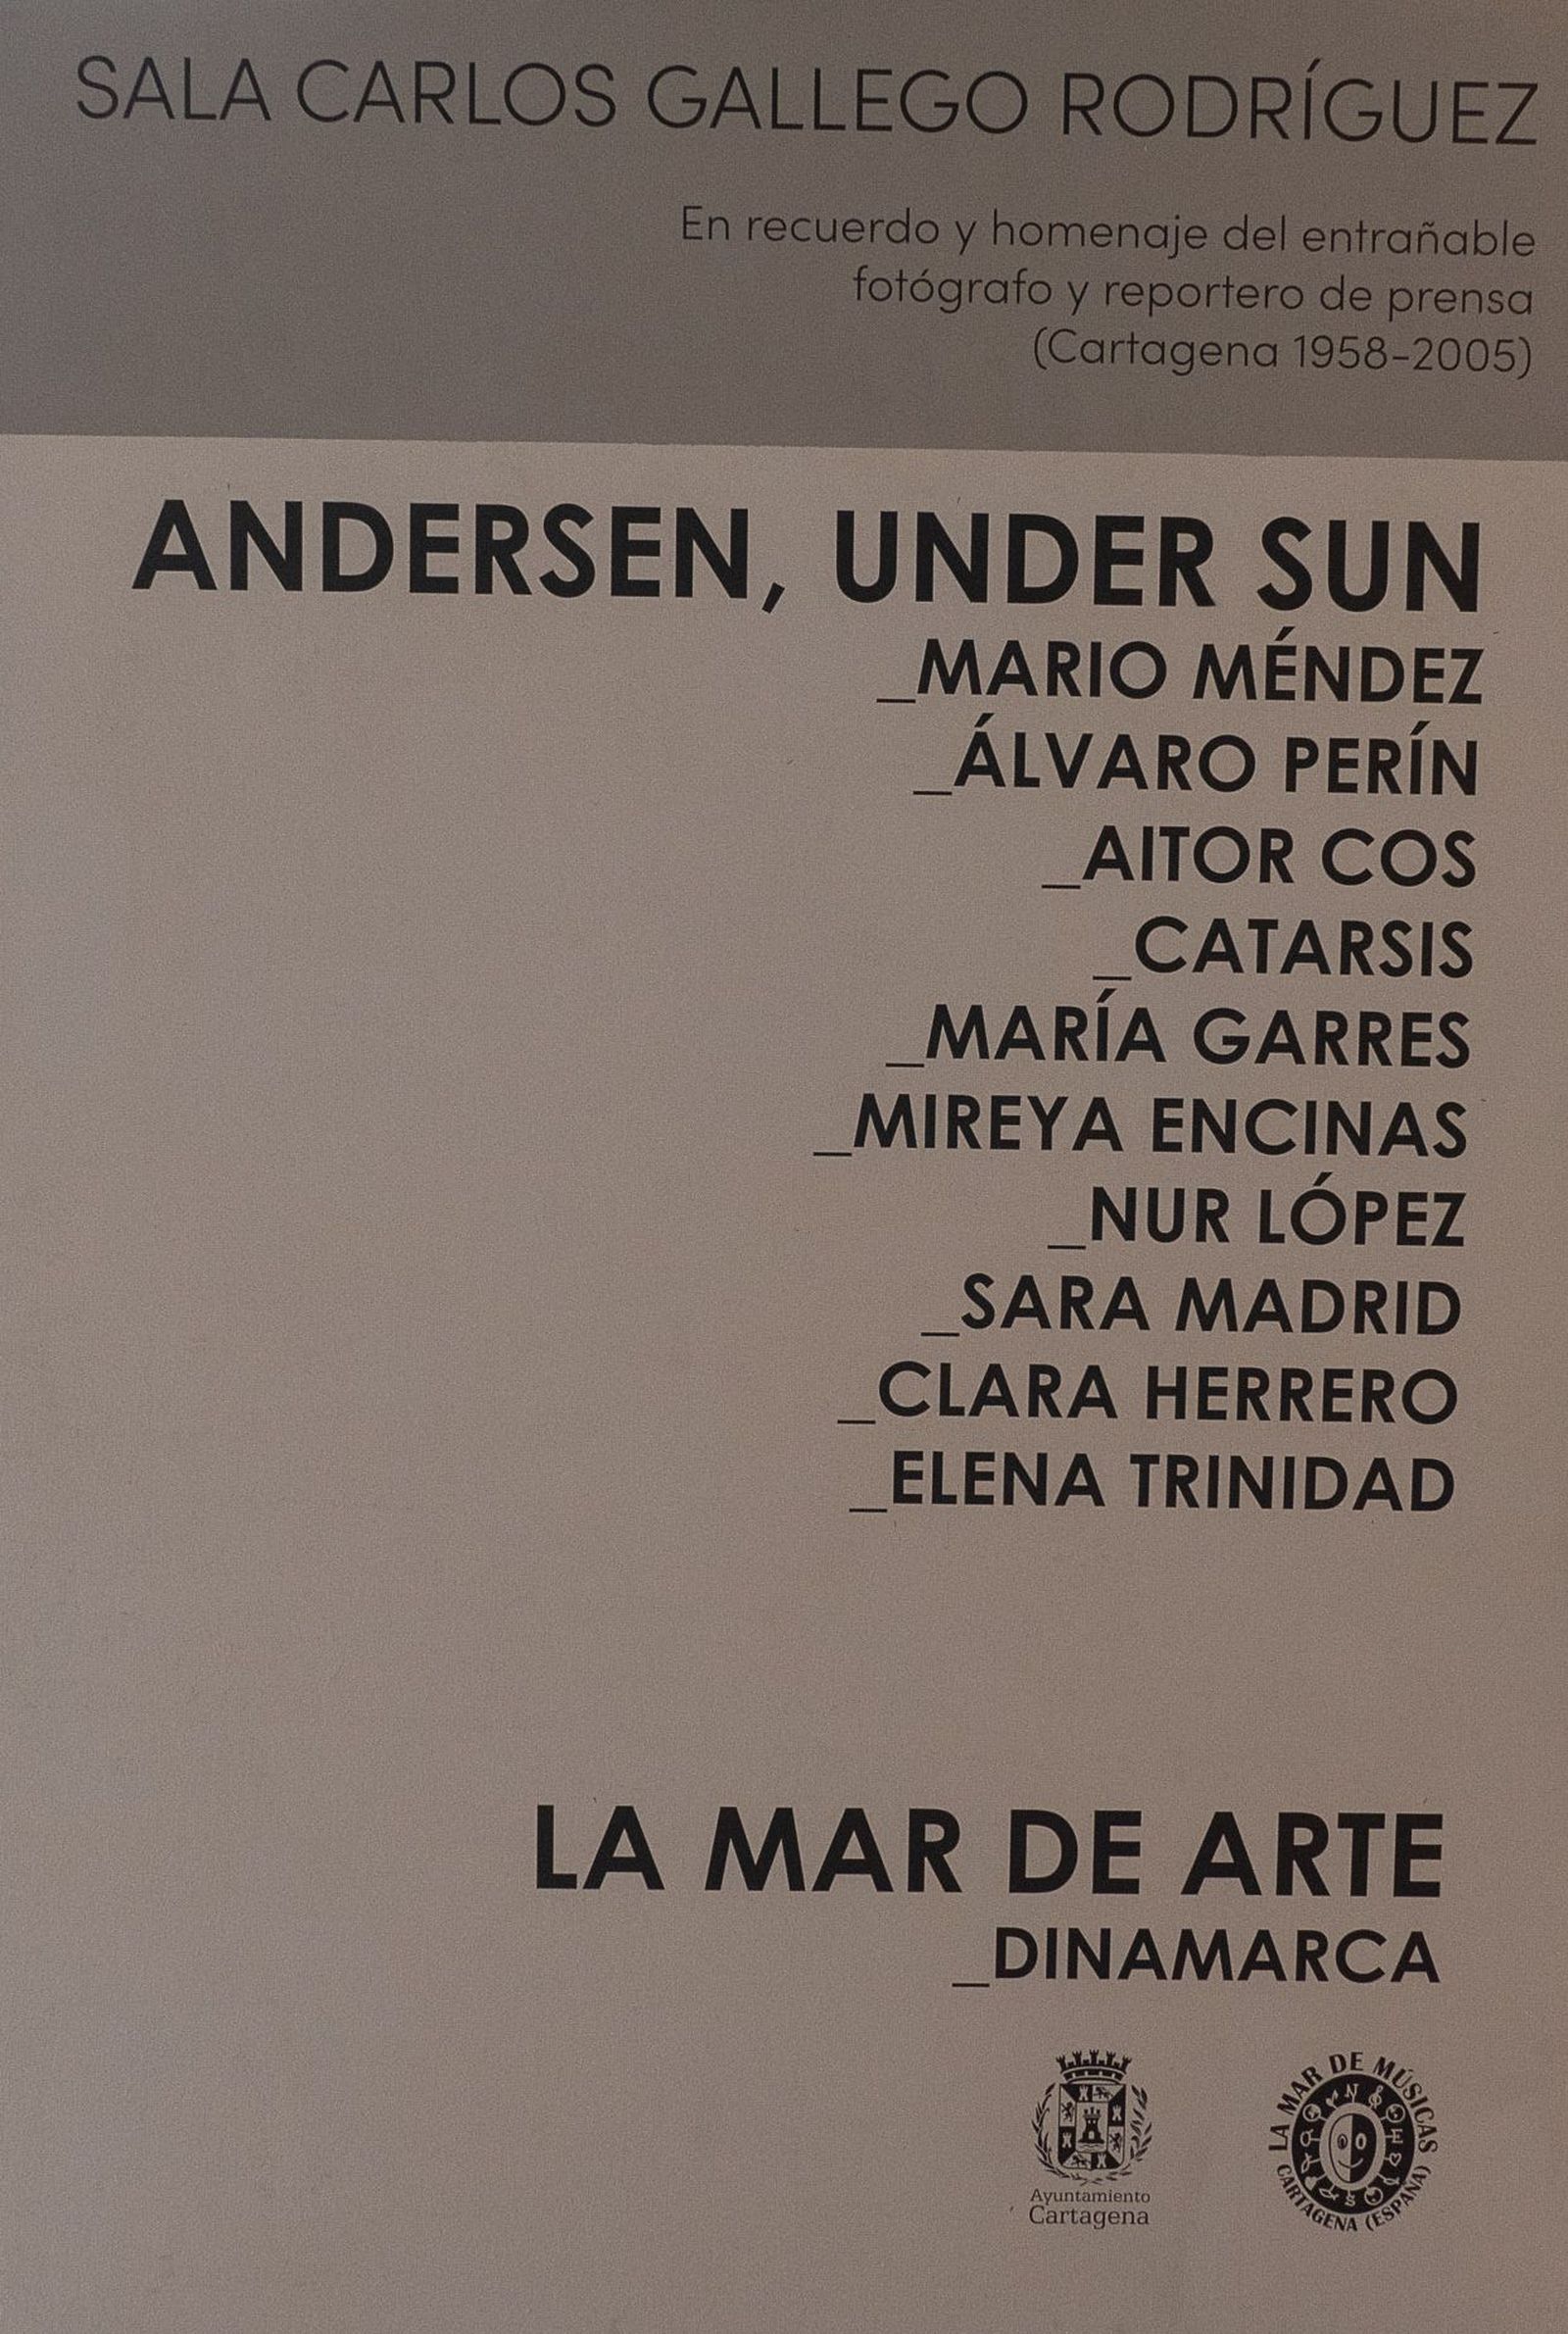 SALA CARLOS GALLEGO RODRÍGUEZ
En recuerdo y homenaje del entrañable
fotógrafo y reportero de prensa
(Cartagena 1958-2005)
ANDERSEN, UNDER SUN
_MARIO MÉNDEZ
_ÁLVARO PERÍN
_AITOR COS
_CATARSIS
_MARÍA GARRES
_MIREYA ENCINAS
_NUR LÓPEZ
_SARA MADRID
_CLARA HERRERO
_ELENA TRINIDAD
LA MAR DE ARTE
_DINAMARCA
Ayuntamiento
Cartagena
LA MAR DE MÚSICAS
CARTAGENA (ESPAÑA)